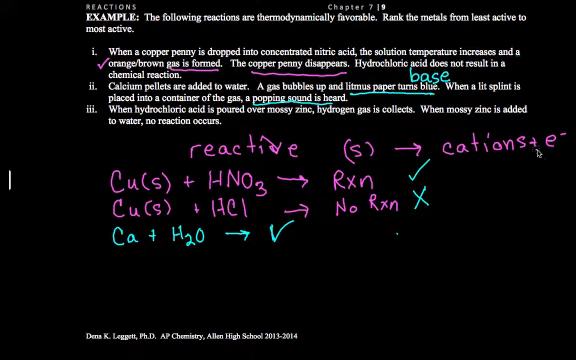 REACTIONS Chapter 7 | 9
EXAMPLE: The following reactions are thermodynamically favorable. Rank the metals from least active to
most active.
i. When a copper penny is dropped into concentrated nitric acid, the solution temperature increases and a
orange/brown gas is formed. The copper penny disappears. Hydrochloric acid does not result in a
chemical reaction.
base
ii. Calcium pellets are added to water. A gas bubbles up and litmus paper turns blue. When a lit splint is
placed into a container of the gas, a popping sound is heard.
iii. When hydrochloric acid is poured over mossy zinc, hydrogen gas is collects. When mossy zinc is added
to water, no reaction occurs.
reactive (s) → cations + e⁻
Cu(s) + HNO₃ → Rxn ✓
Cu(s) + HCl → No Rxn X
Ca + H₂O → ✓
Dena K. Leggett, Ph.D. AP Chemistry, Allen High School 2013-2014